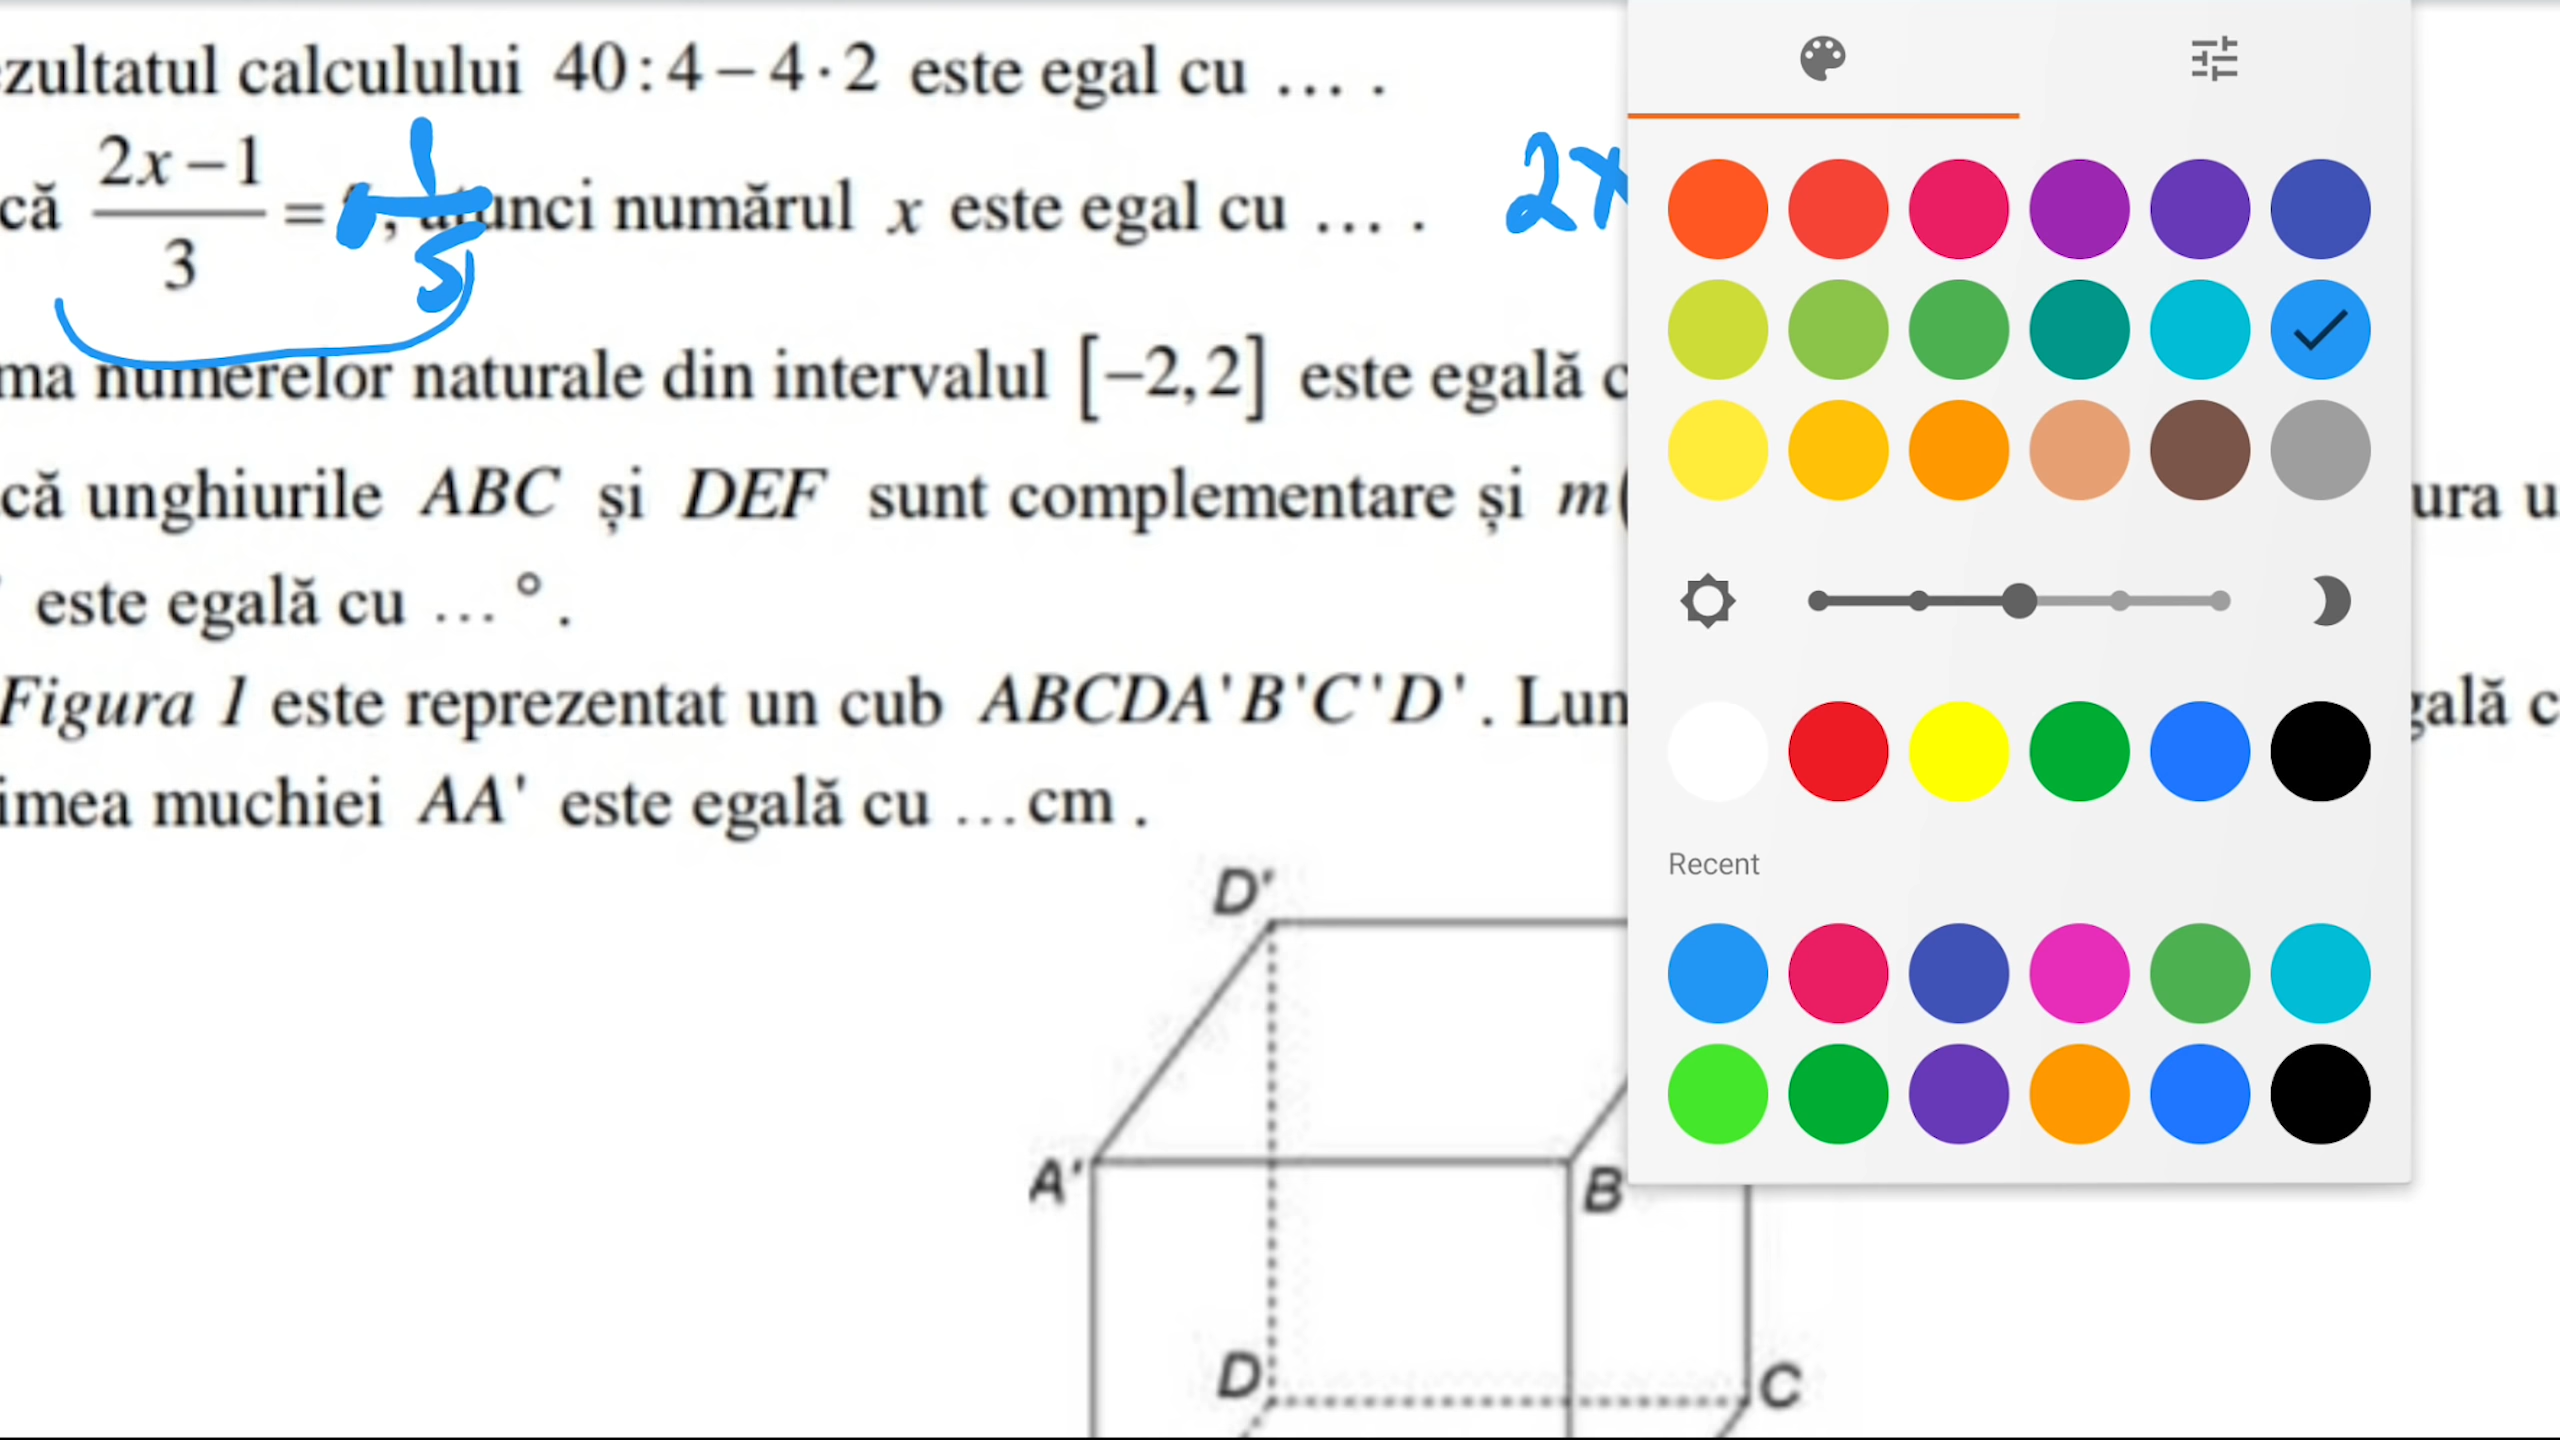 zultatul calculului 40 : 4 – 4 · 2 este egal cu ... .
că \frac{2x – 1}{3} = \frac{1}{5} , atunci numărul x este egal cu ... . 2x
ma numerelor naturale din intervalul [–2, 2] este egală c
că unghiurile ABC și DEF sunt complementare și m( ura u
este egală cu ... ° .
Figura 1 este reprezentat un cub ABCDA'B'C'D'. Lun gală c
imea muchiei AA' este egală cu ... cm .
Recent
D'
A' B
D C